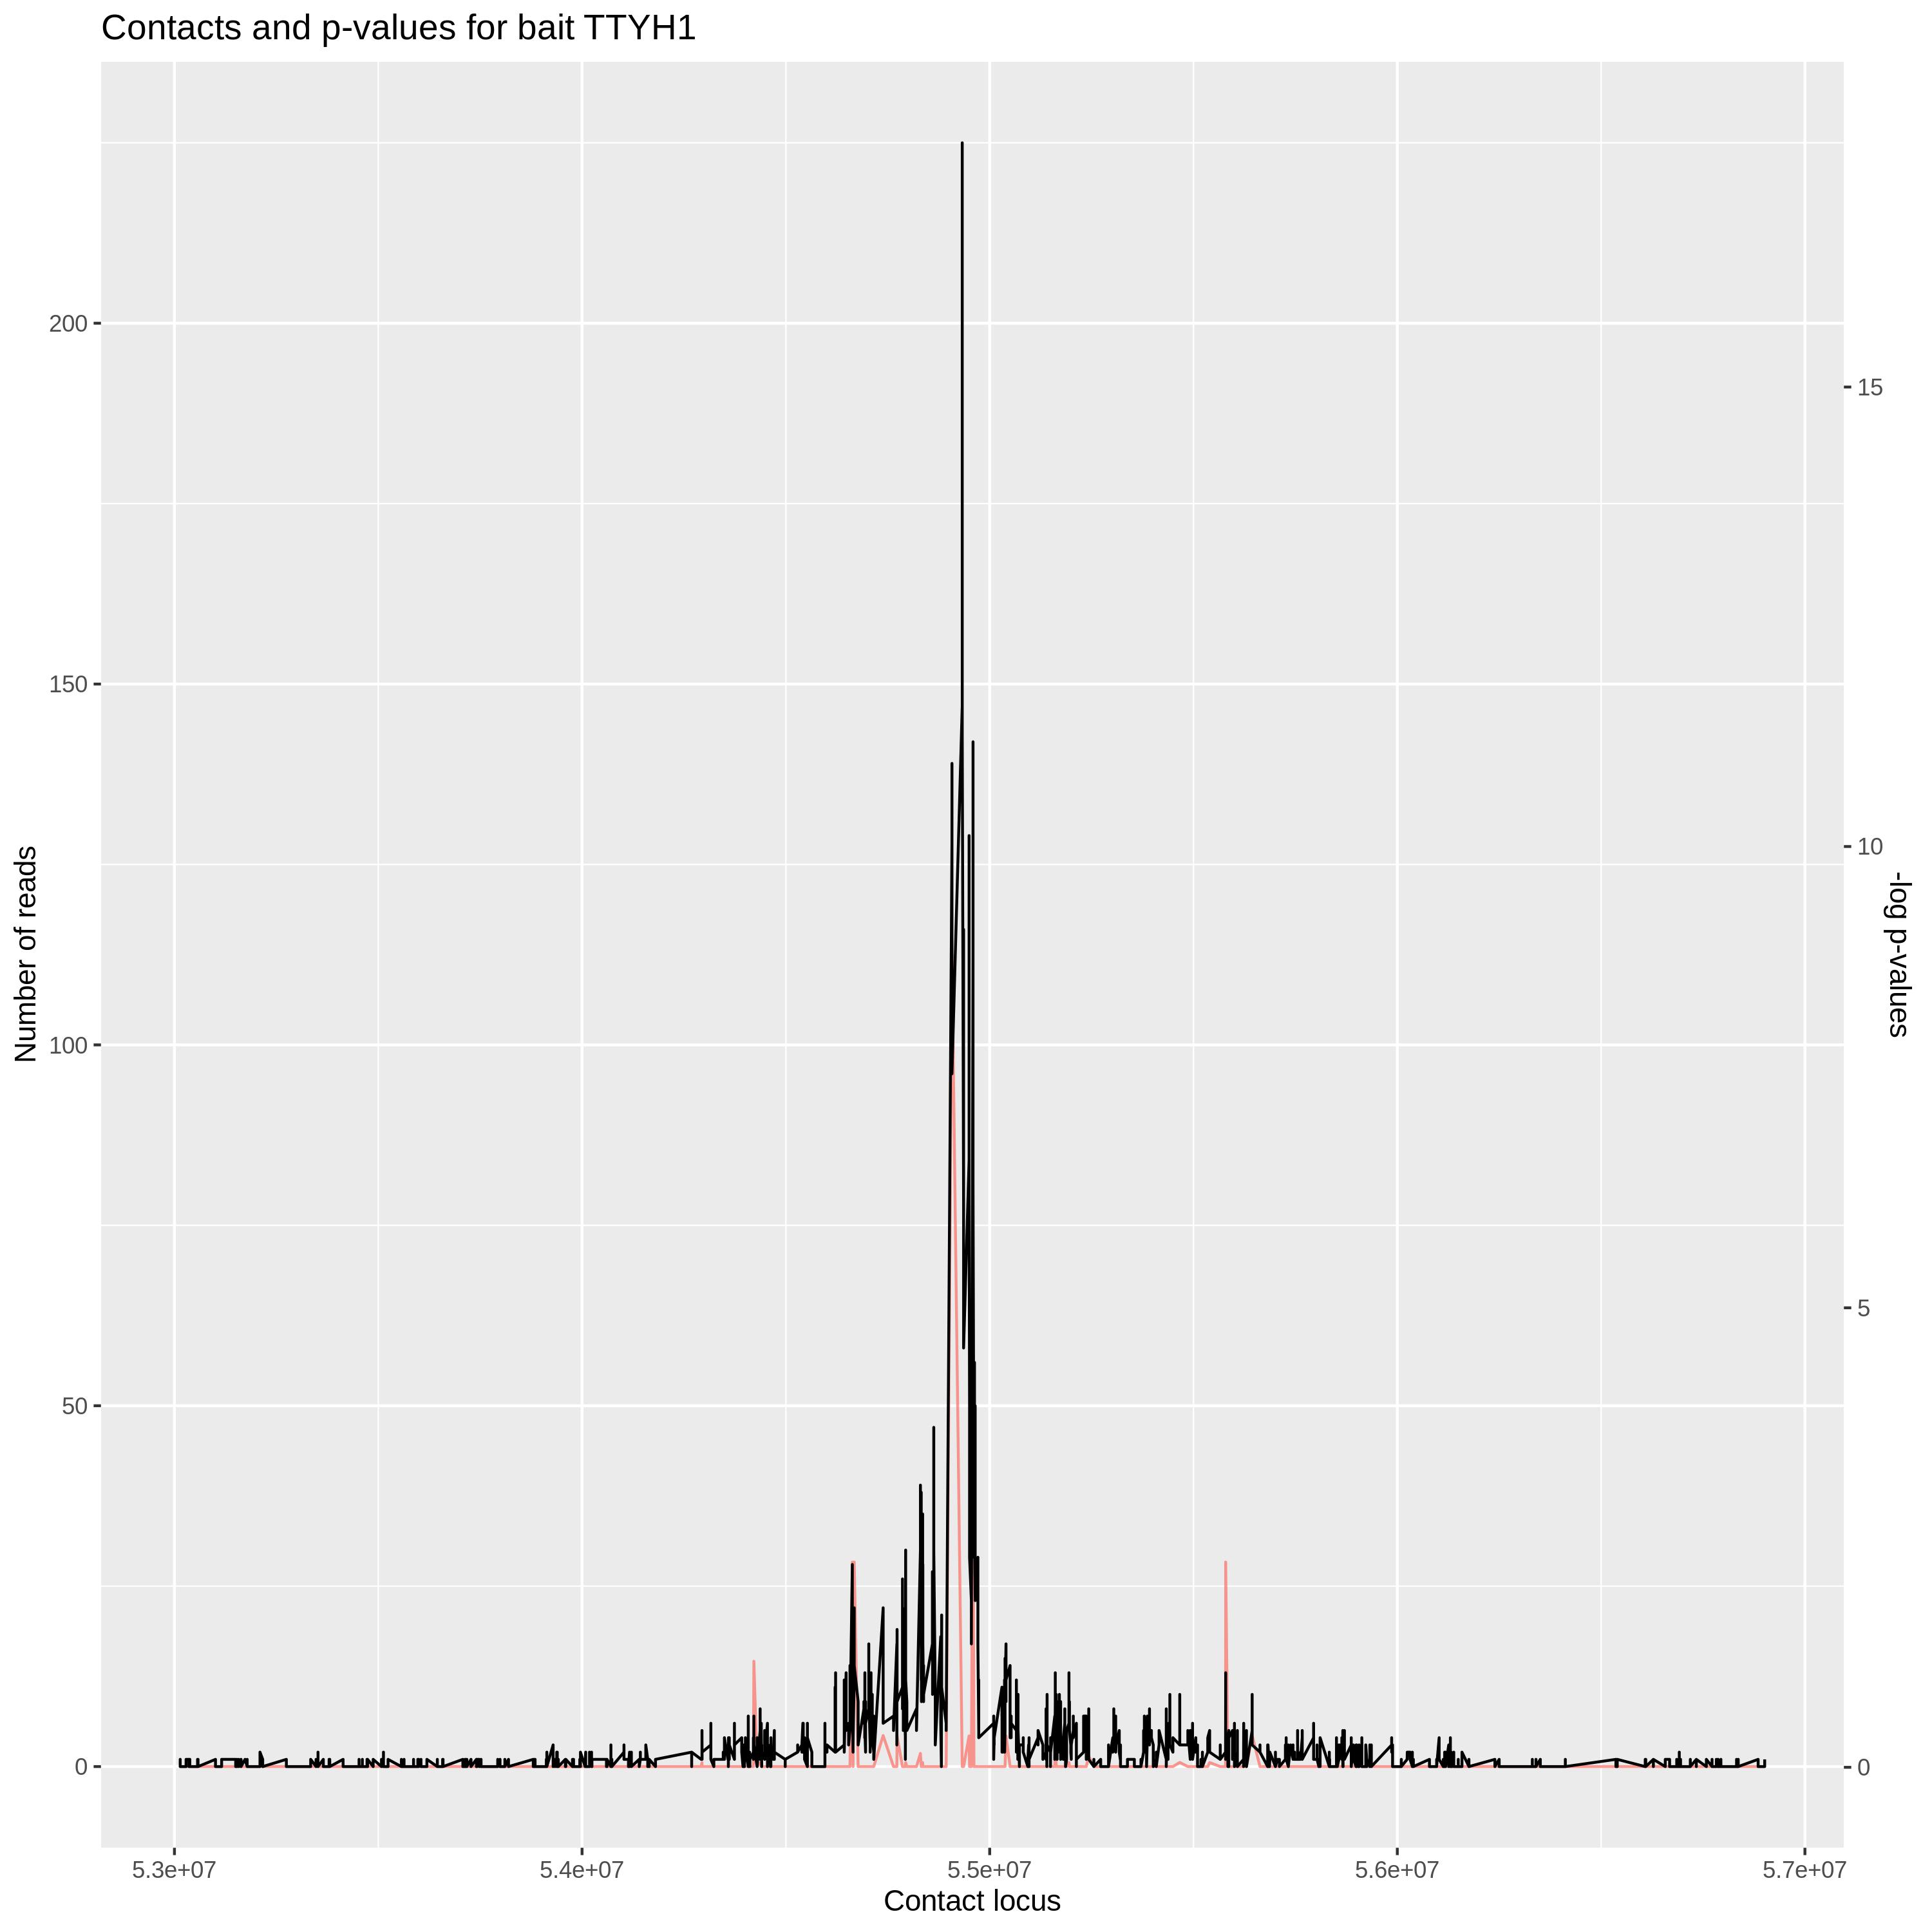 Contacts and p-values for bait TTYH1
200
150
100
50
0
Number of reads
15
10
5
0
-log p-values
5.3e+07
5.4e+07
5.5e+07
5.6e+07
5.7e+07
Contact locus